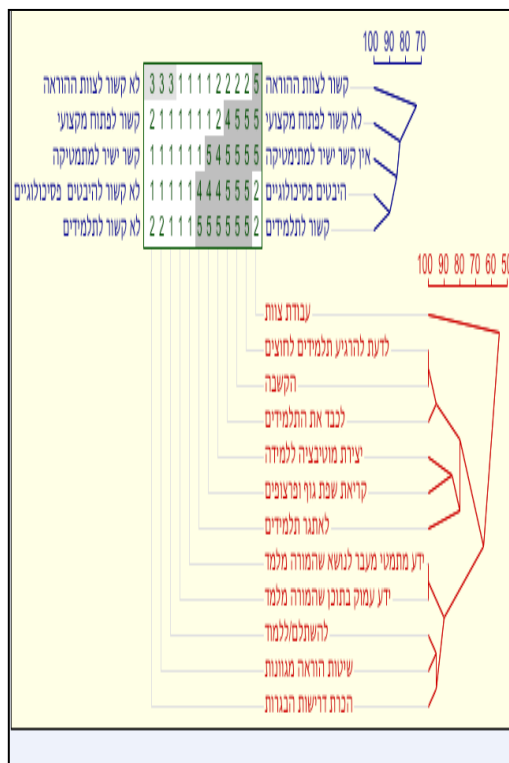 100 90 80 70
קשור לצוות ההוראה 3 3 3 1 1 1 1 2 2 2 2 5 לא קשור לצוות ההוראה
לא קשור לפתוח מקצועי 2 1 1 1 1 1 1 2 4 5 5 5 קשור לפתוח מקצועי
אין קשר ישיר למתימטיקה 1 1 1 1 1 1 5 4 5 5 5 5 קשר ישיר למתמטיקה
היבטים פסיכולוגיים 1 1 1 1 1 4 4 4 5 5 5 2 לא קשור להיבטים פסיכולוגיים
קשור לתלמידים 2 2 1 1 1 5 5 5 5 5 5 2 לא קשור לתלמידים
100 90 80 70 60 50
עבודת צוות
לדעת להרגיע תלמידים לחוצים
הקשבה
לכבד את התלמידים
יצירת מוטיבציה ללמידה
קריאת שפת גוף ופרצופים
לאתגר תלמידים
ידע מתמטי מעבר לנושא שהמורה מלמד
ידע עמוק בתוכן שהמורה מלמד
להשתלם/ללמוד
שיטות הוראה מגוונות
הכרת דרישות הבגרות